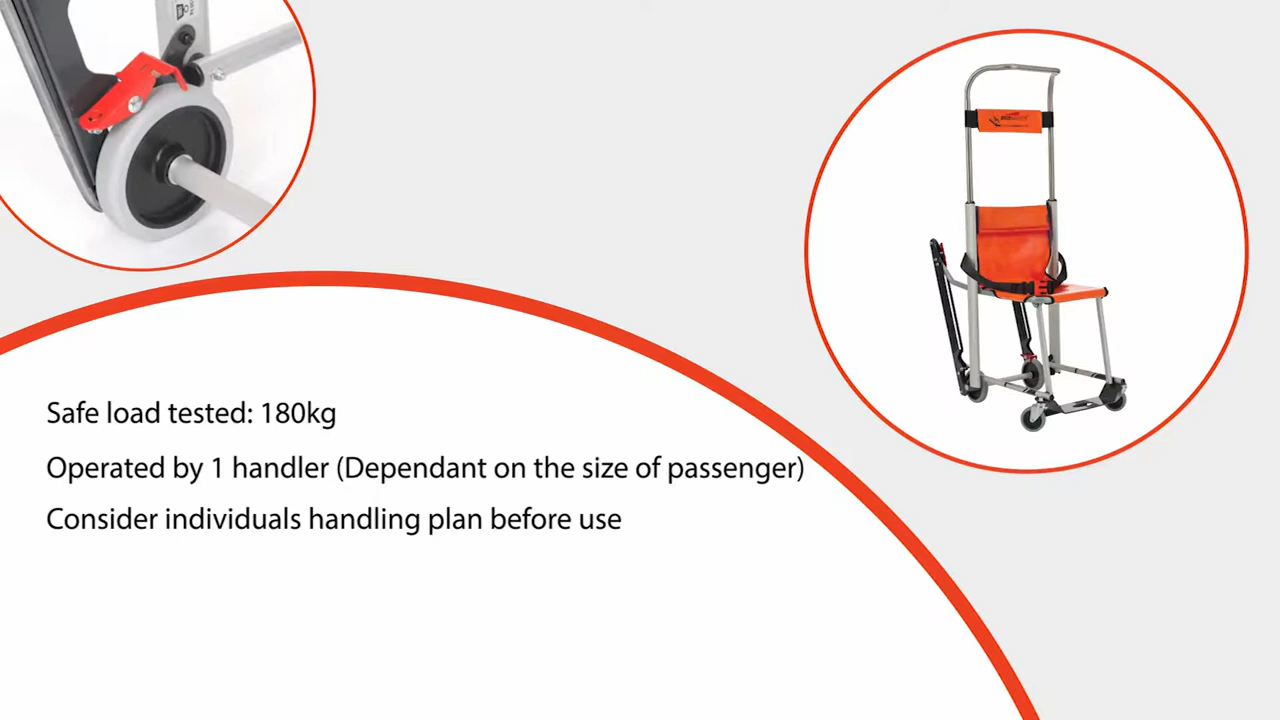 Safe load tested: 180kg
Operated by 1 handler (Dependant on the size of passenger)
Consider individuals handling plan before use